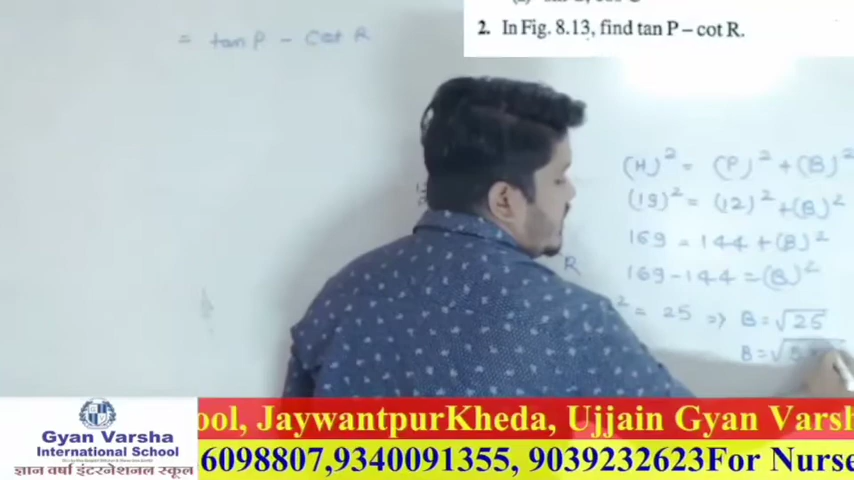 2. In Fig. 8.13, find tan P – cot R.
= tan P - cot R
(H)² = (P)² + (B)²
(19)² = (12)² + (B)²
169 = 144 + (B)²
R
169 - 144 = (B)²
² = 25 => B = √25
B = √
Gyan Varsha
International School
ज्ञान वर्षा इंटरनेशनल स्कूल
ool, JaywantpurKheda, Ujjain Gyan Varsh
6098807,9340091355, 9039232623For Nurse